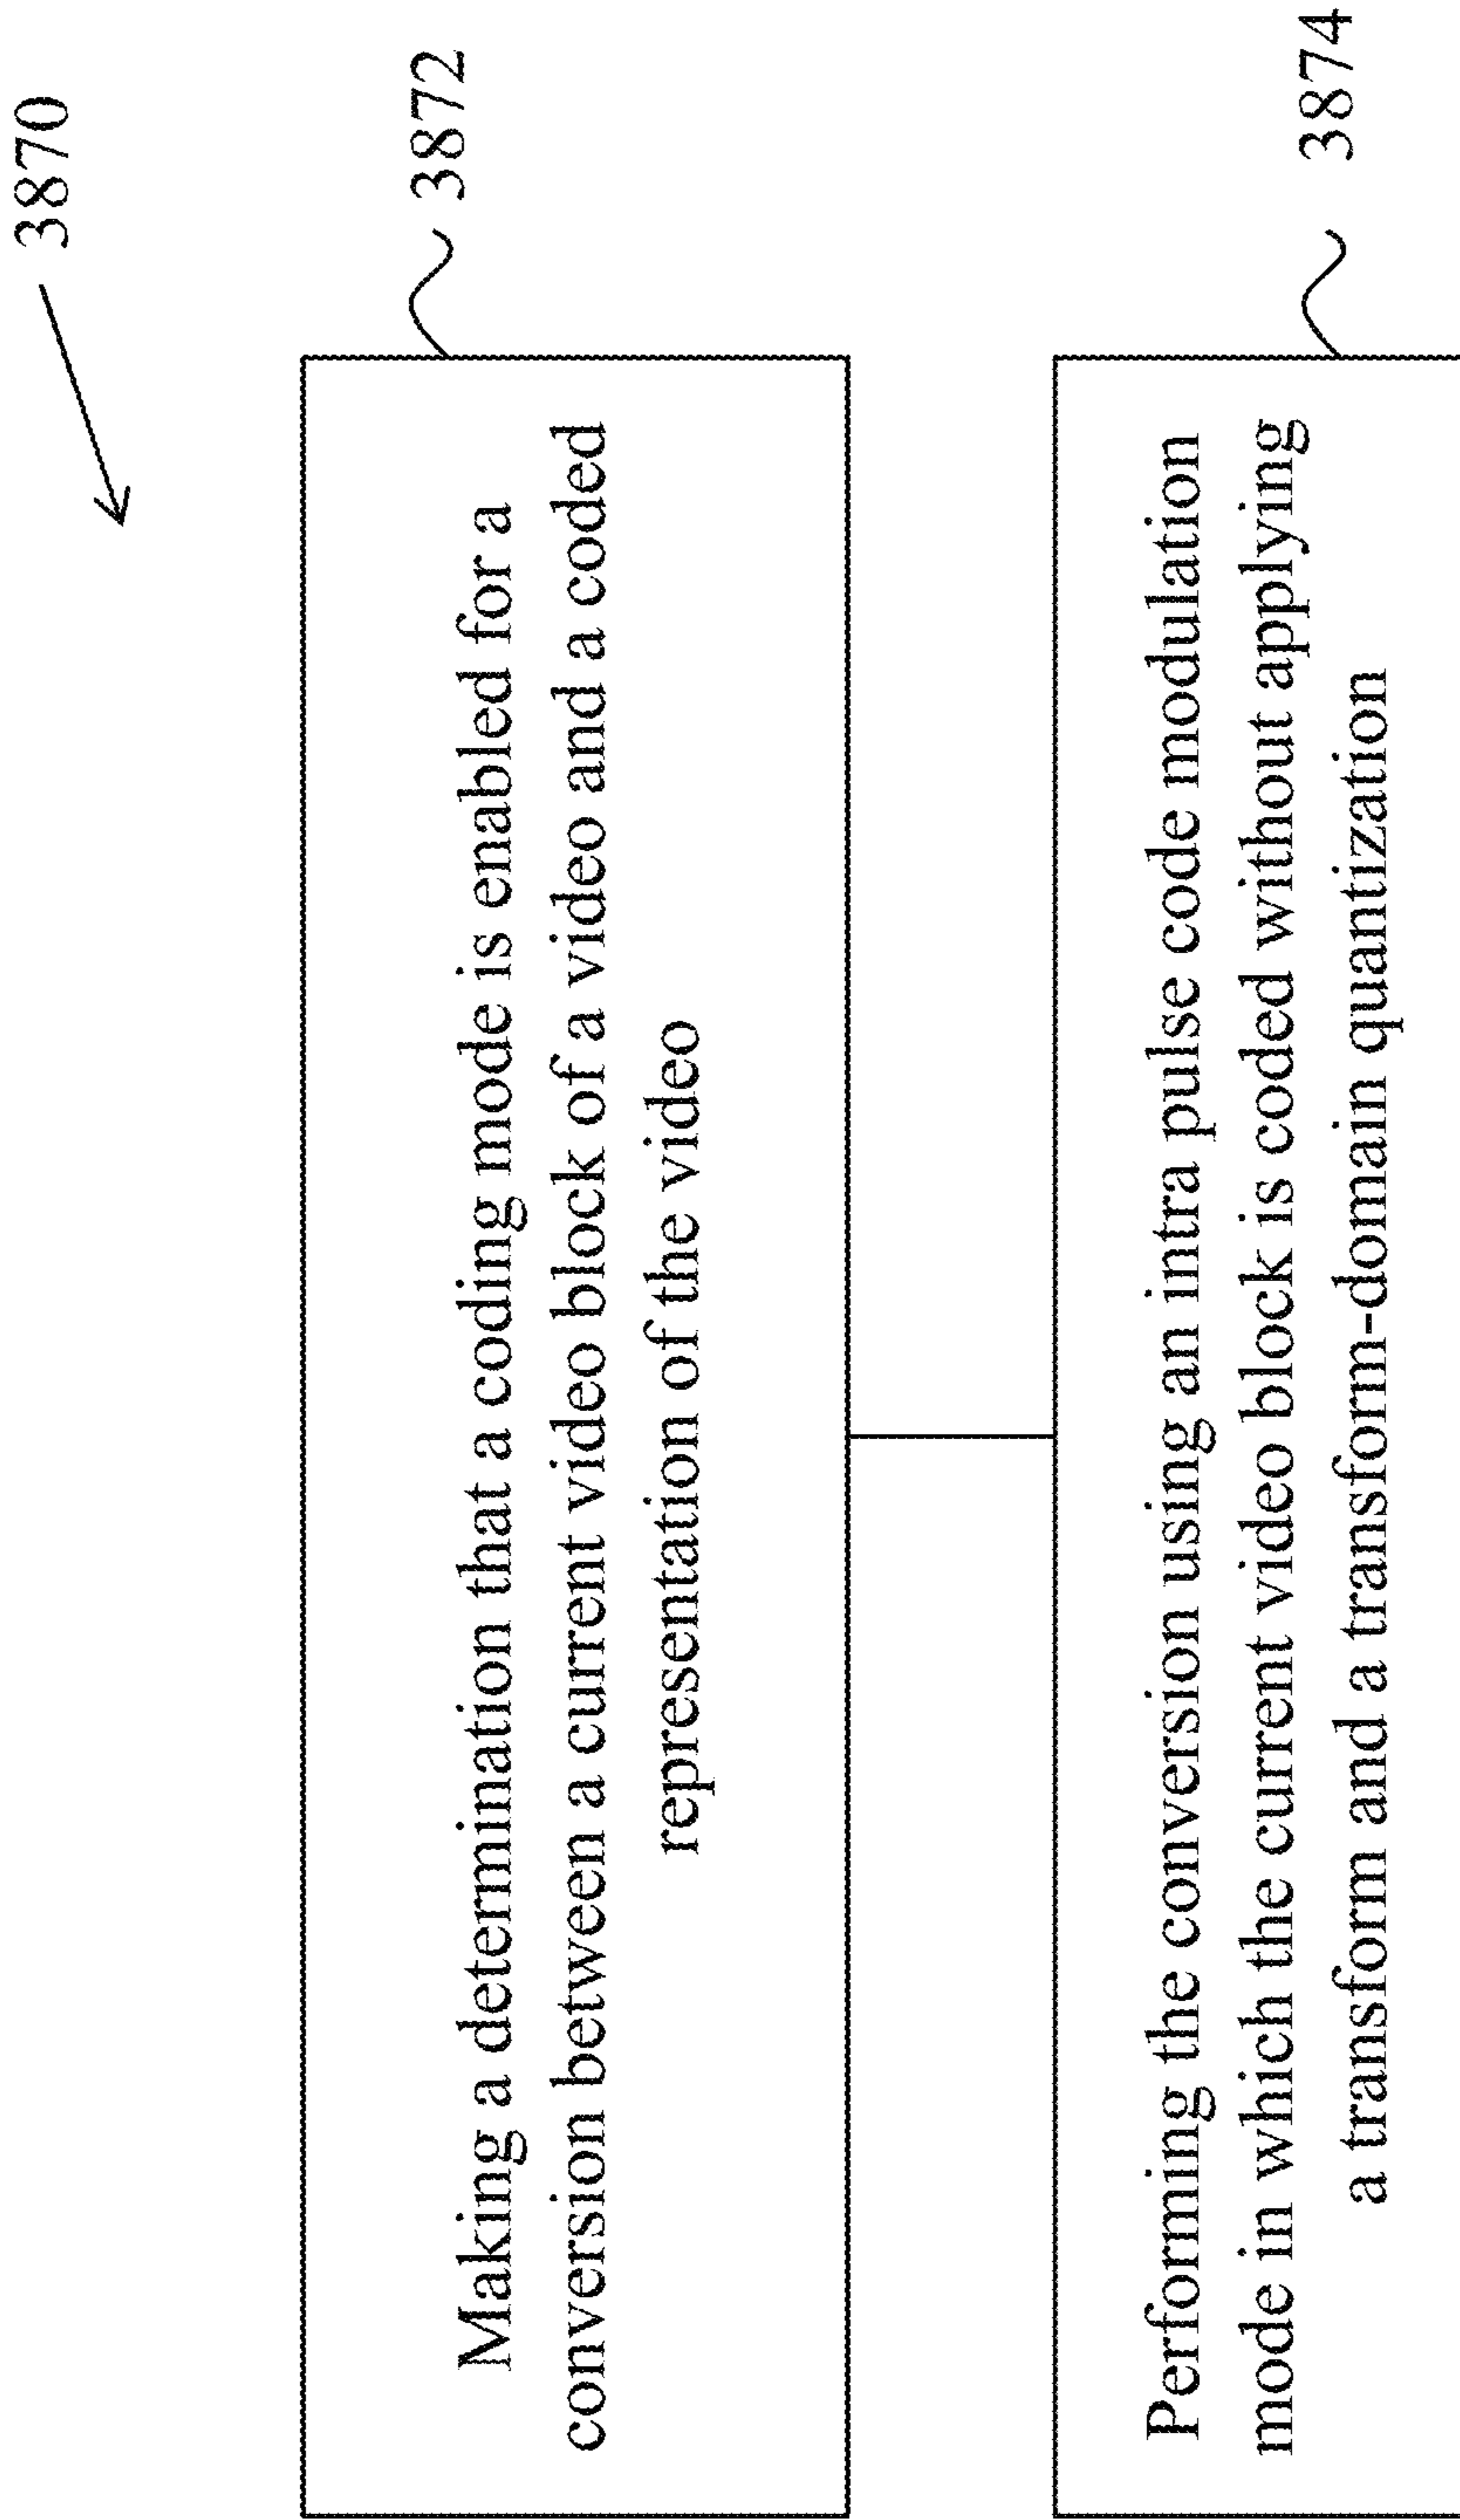 3870
3872
Making a determination that a coding mode is enabled for a
conversion between a current video block of a video and a coded
representation of the video
3874
Performing the conversion using an intra pulse code modulation
mode in which the current video block is coded without applying
a transform and a transform-domain quantization